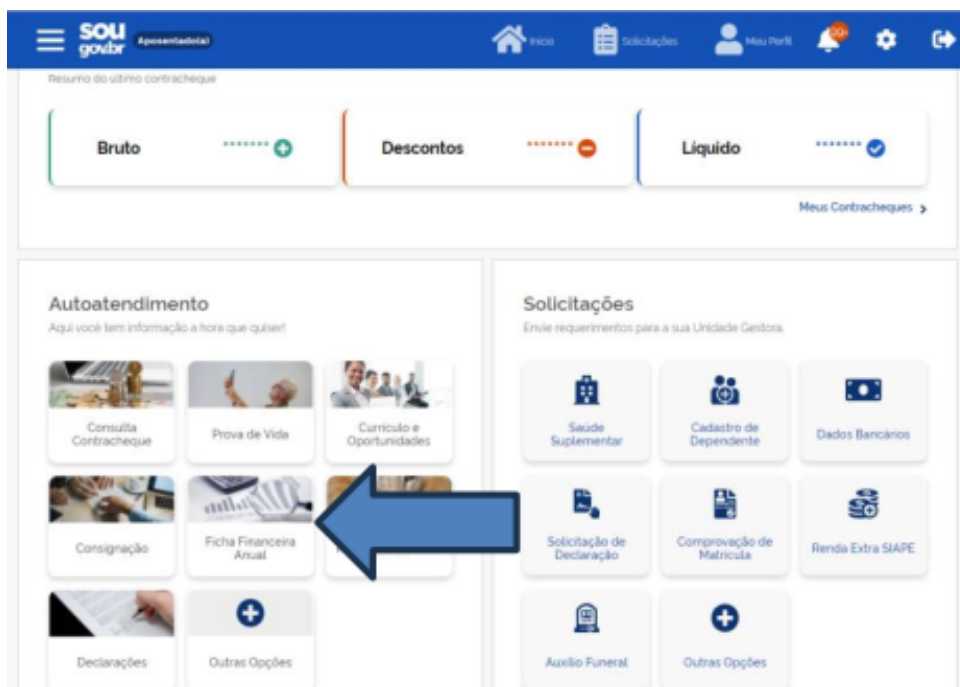 SOU
gov.br
Aposentado(a)
Início
Solicitações
Meu Perfil
Resumo do último contracheque
Bruto
Descontos
Líquido
Meus Contracheques
Autoatendimento
Aqui você tem informação a hora que quiser!
Consulta
Contracheque
Prova de Vida
Currículo e
Oportunidades
Consignação
Ficha Financeira
Anual
Declarações
Outras Opções
Solicitações
Envie requerimentos para a sua Unidade Gestora.
Saúde
Suplementar
Cadastro de
Dependente
Dados Bancários
Solicitação de
Declaração
Comprovação de
Matrícula
Renda Extra SIAPE
Auxílio Funeral
Outras Opções